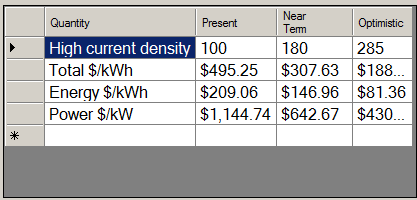 Quantity Present Near Term Optimistic
High current density 100 180 285
Total $/kWh $495.25 $307.63 $188...
Energy $/kWh $209.06 $146.96 $81.36
Power $/kW $1,144.74 $642.67 $430...